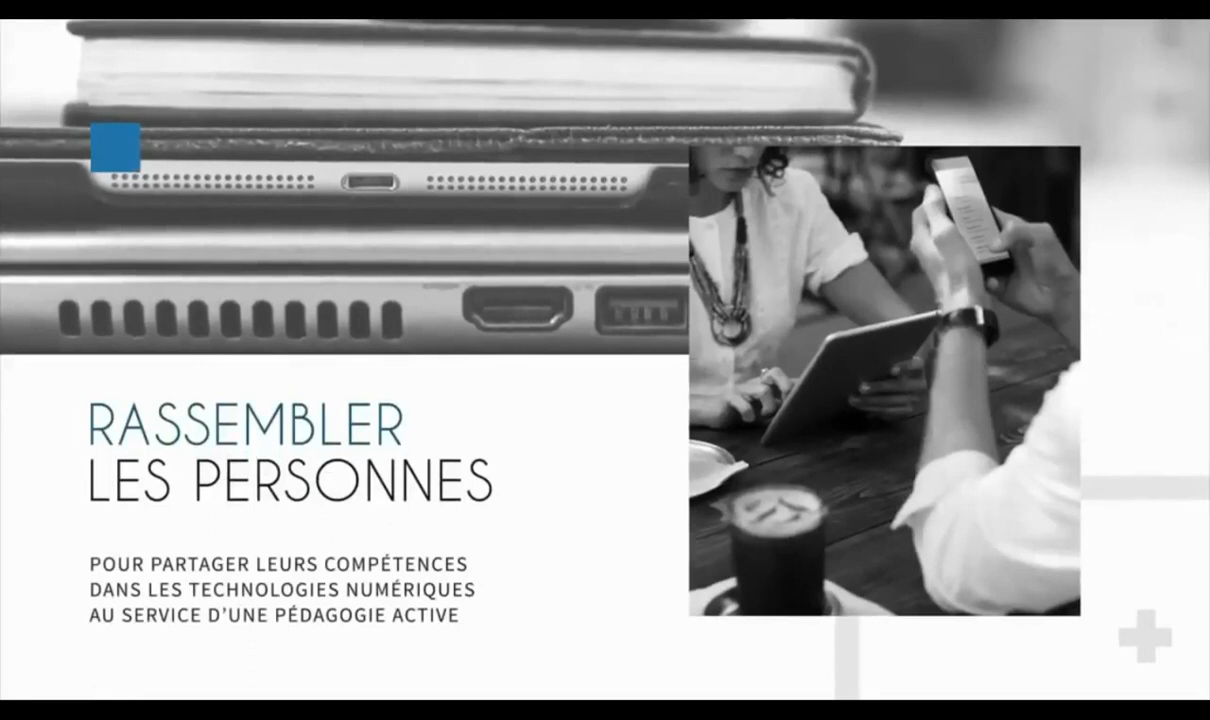 RASSEMBLER
LES PERSONNES
POUR PARTAGER LEURS COMPÉTENCES
DANS LES TECHNOLOGIES NUMÉRIQUES
AU SERVICE D’UNE PÉDAGOGIE ACTIVE